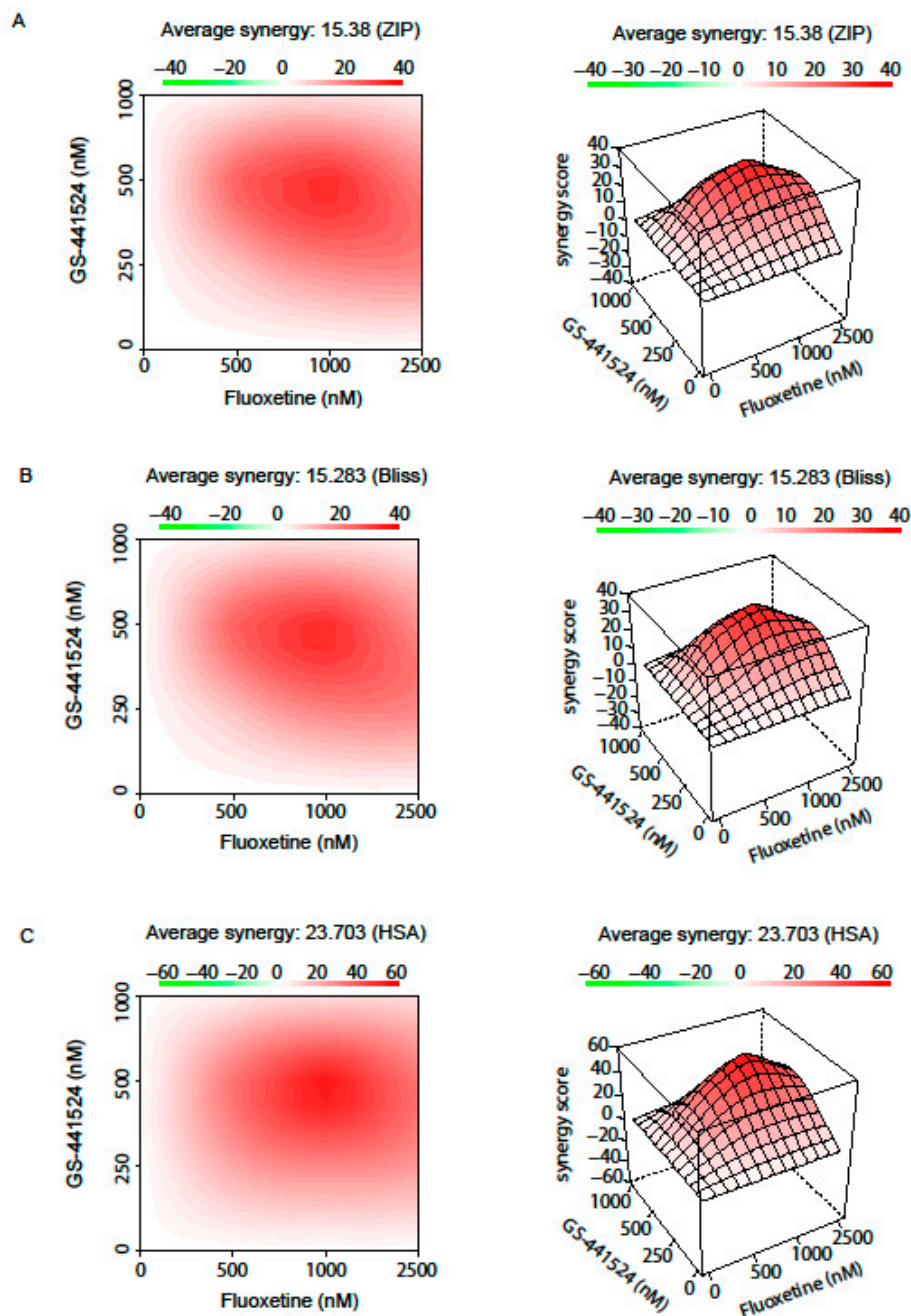 A
Average synergy: 15.38 (ZIP)
−40 −20 0 20 40
GS-441524 (nM)
1000
500
250
0
0 500 1000 2500
Fluoxetine (nM)
Average synergy: 15.38 (ZIP)
−40 −30 −20 −10 0 10 20 30 40
synergy score
40
30
20
10
0
−10
−20
−30
−40
1000
500
250
0
GS-441524 (nM)
0
500
1000
2500
Fluoxetine (nM)
B
Average synergy: 15.283 (Bliss)
−40 −20 0 20 40
GS-441524 (nM)
1000
500
250
0
0 500 1000 2500
Fluoxetine (nM)
Average synergy: 15.283 (Bliss)
−40 −30 −20 −10 0 10 20 30 40
synergy score
40
30
20
10
0
−10
−20
−30
−40
1000
500
250
0
GS-441524 (nM)
0
500
1000
2500
Fluoxetine (nM)
C
Average synergy: 23.703 (HSA)
−60 −40 −20 0 20 40 60
GS-441524 (nM)
1000
500
250
0
0 500 1000 2500
Fluoxetine (nM)
Average synergy: 23.703 (HSA)
−60 −40 −20 0 20 40 60
synergy score
60
40
20
0
−20
−40
−60
1000
500
250
0
GS-441524 (nM)
0
500
1000
2500
Fluoxetine (nM)